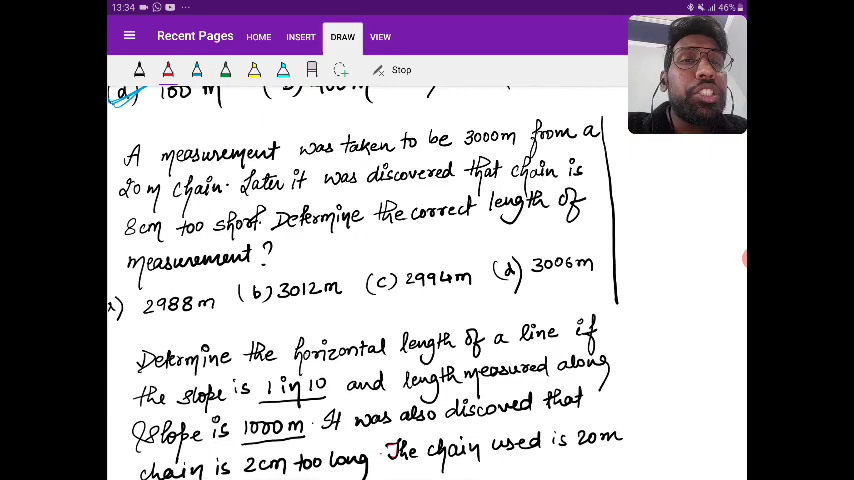 13:34
46%
Recent Pages HOME INSERT DRAW VIEW
Stop
(a) 100 m (b) 400 m
A measurement was taken to be 3000m from a
20m chain. Later it was discovered that chain is
8cm too short. Determine the correct length of
measurement?
2988m (b) 3012m (c) 2994m (d) 3006m
Determine the horizontal length of a line if
the slope is 1 in 10 and length measured along
slope is 1000m. It was also discoved that
chain is 2cm too long. The chain used is 20m